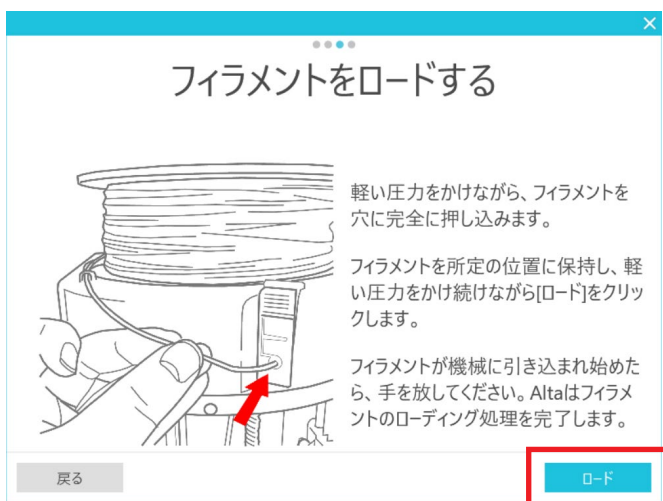 フィラメントをロードする
軽い圧力をかけながら、フィラメントを
穴に完全に押し込みます。
フィラメントを所定の位置に保持し、軽
い圧力をかけ続けながら[ロード]をクリッ
クします。
フィラメントが機械に引き込まれ始めた
ら、手を放してください。Altaはフィラメ
ントのローディング処理を完了します。
戻る
ロード